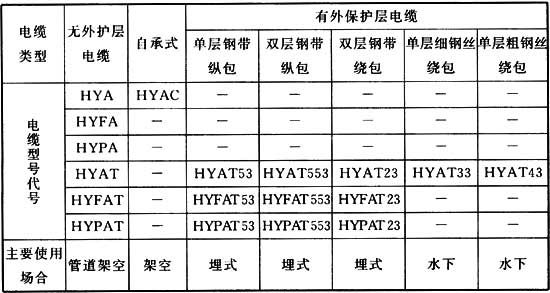 电缆类型 无外护层电缆 自承式 有外保护层电缆
单层钢带纵包 双层钢带纵包 双层钢带绕包 单层细钢丝绕包 单层粗钢丝绕包
电缆型号代号
HYA HYAC — — — — —
HYFA — — — — — —
HYPA — — — — — —
HYAT — HYAT53 HYAT553 HYAT23 HYAT33 HYAT43
HYFAT — HYFAT53 HYFAT553 HYFAT23 — —
HYPAT — HYPAT53 HYPAT553 HYPAT23 — —
主要使用场合 管道架空 架空 埋式 埋式 埋式 水下 水下